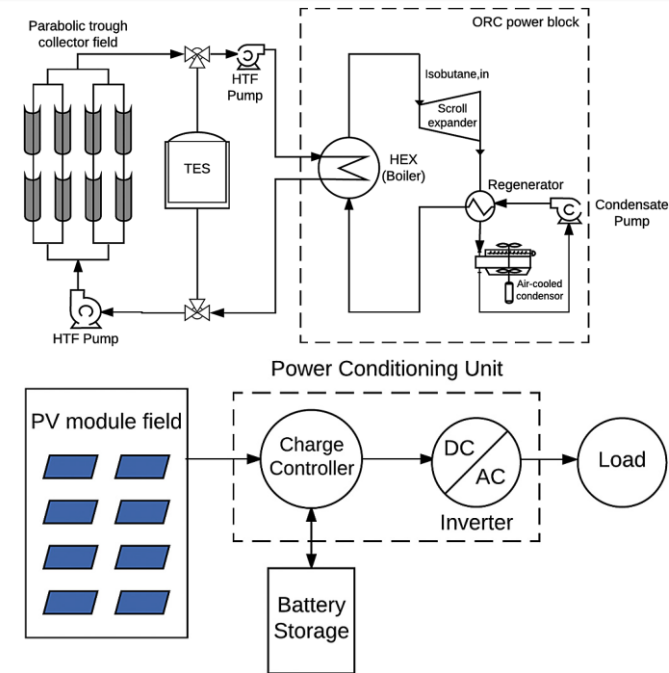 Parabolic trough
collector field
HTF
Pump
TES
HTF Pump
ORC power block
Isobutane,in
Scroll
expander
HEX
(Boiler)
Regenerator
Condensate
Pump
Air-cooled
condensor
Power Conditioning Unit
PV module field
Charge
Controller
DC
AC
Inverter
Load
Battery
Storage